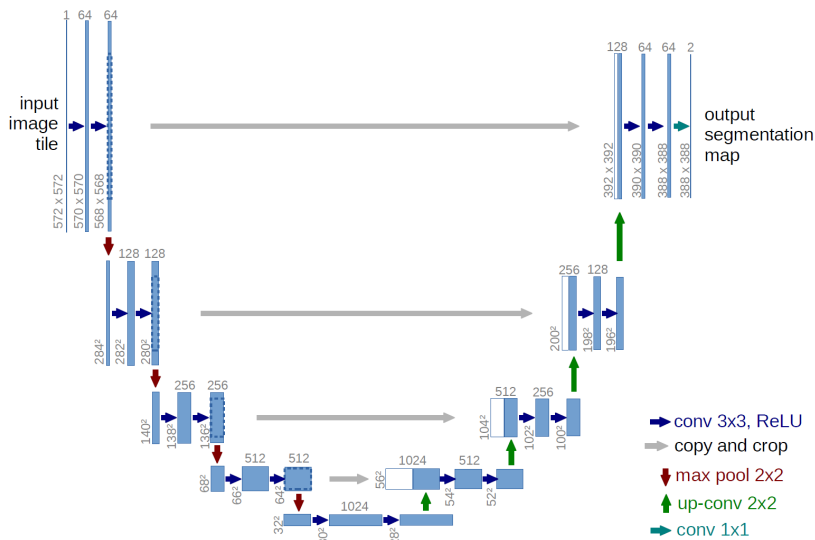 1 64 64
128 64 64 2
input
image
tile
output
segmentation
map
572 x 572
570 x 570
568 x 568
392 x 392
390 x 390
388 x 388
388 x 388
128 128
256 128
284²
282²
280²
200²
198²
196²
256 256
512 256
140²
138²
136²
104²
102²
100²
512 512
1024 512
68²
66²
64²
56²
54²
52²
1024
32²
conv 3x3, ReLU
copy and crop
max pool 2x2
up-conv 2x2
conv 1x1